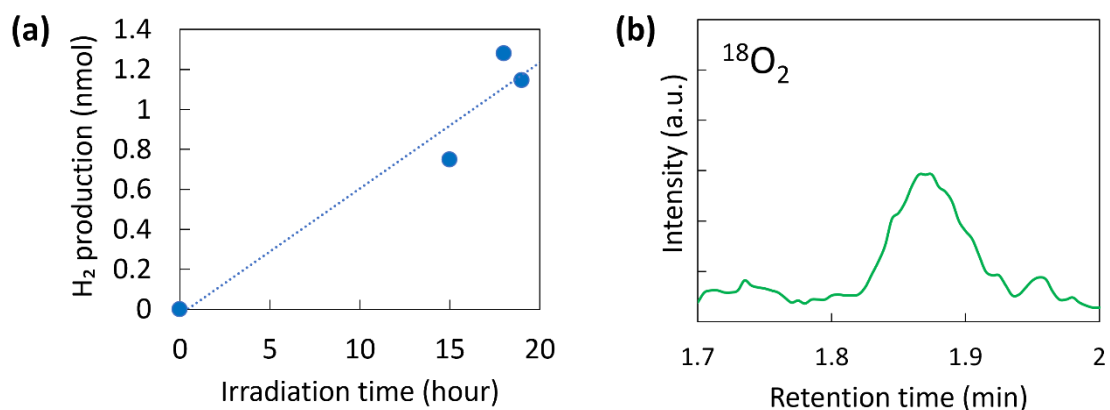 (a)
H₂ production (nmol)
1.4
1.2
1
0.8
0.6
0.4
0.2
0
0 5 10 15 20
Irradiation time (hour)
(b)
¹⁸O₂
Intensity (a.u.)
1.7 1.8 1.9 2
Retention time (min)